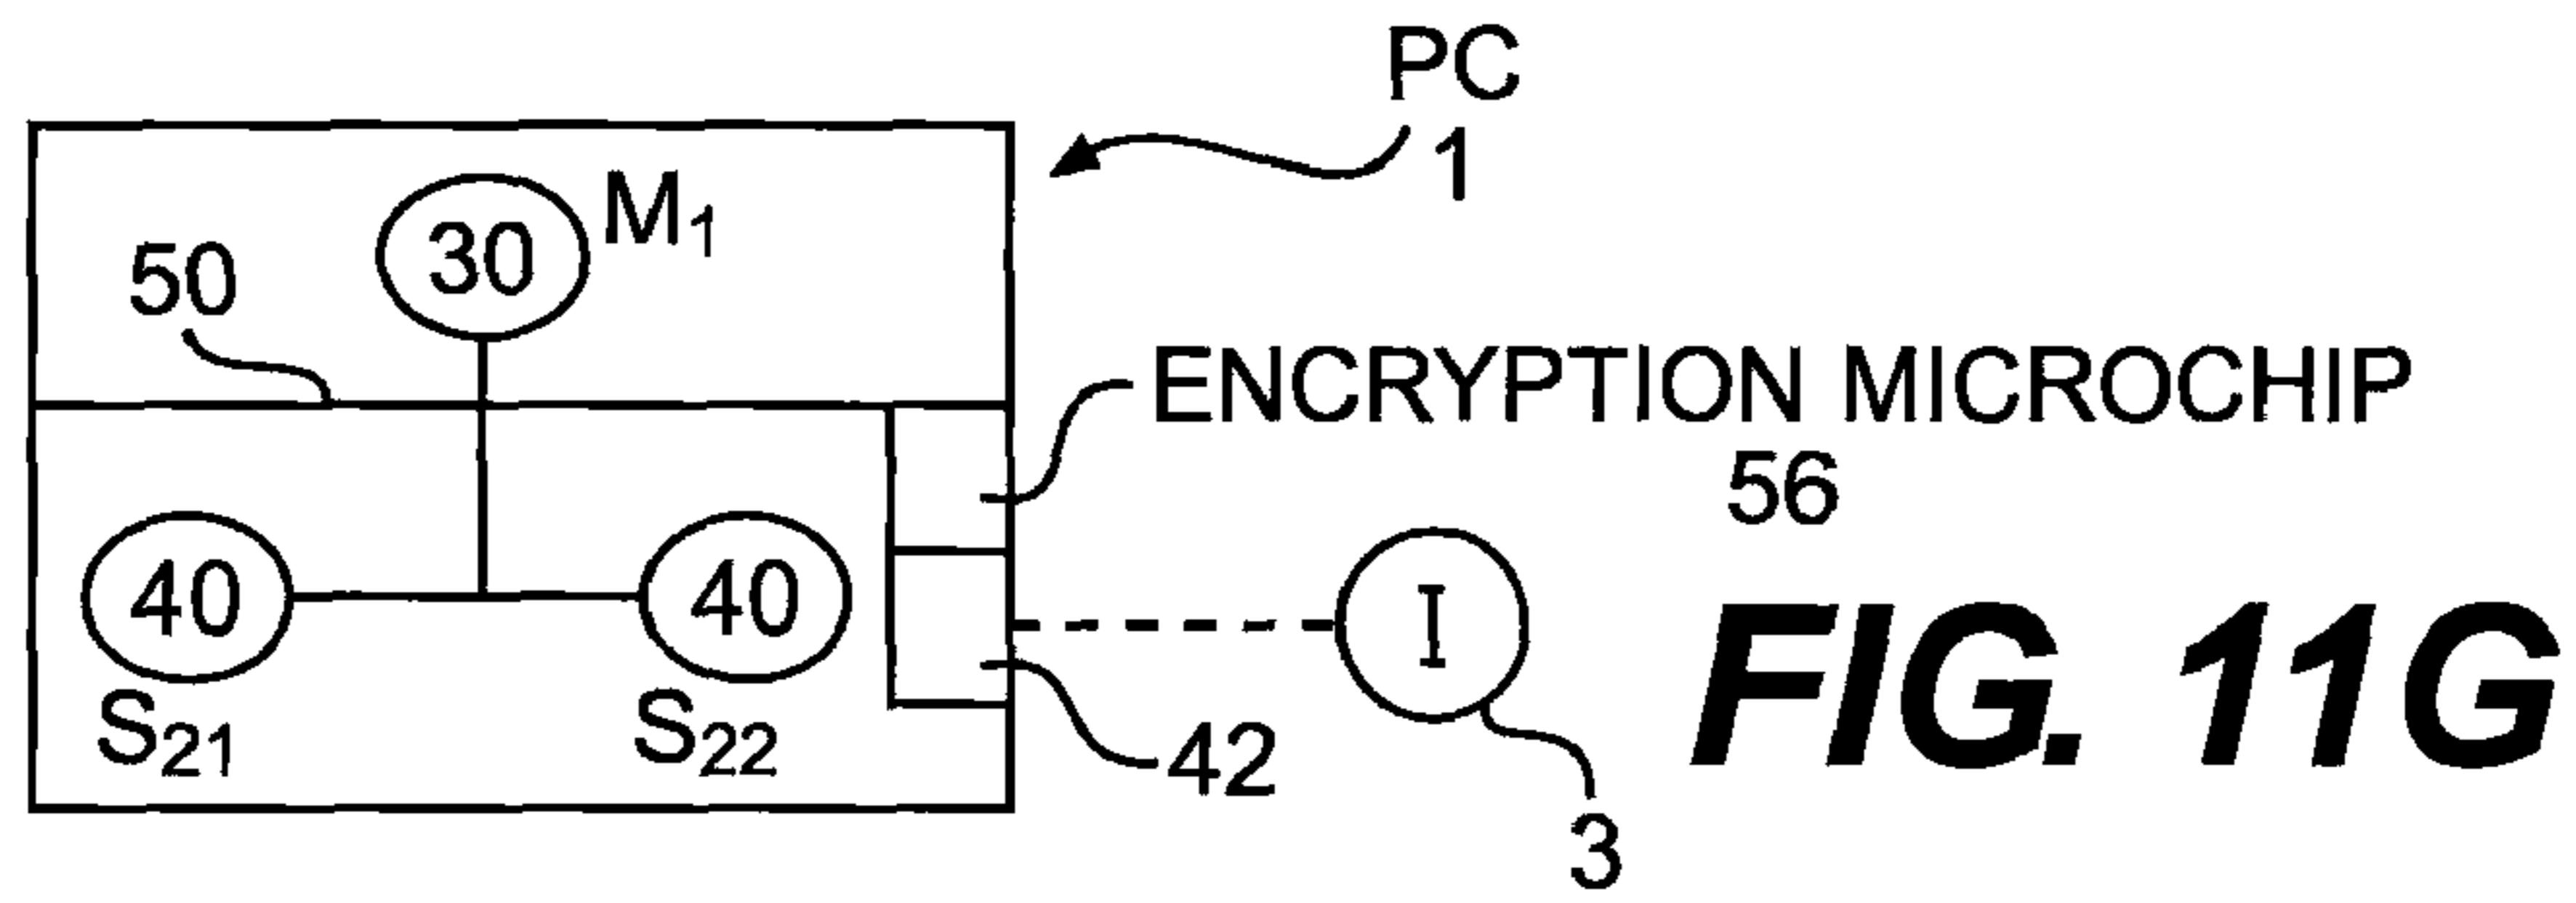 PC
1
30 M₁
50
ENCRYPTION MICROCHIP
56
40 40
I
S₂₁ S₂₂
42
3
FIG. 11G